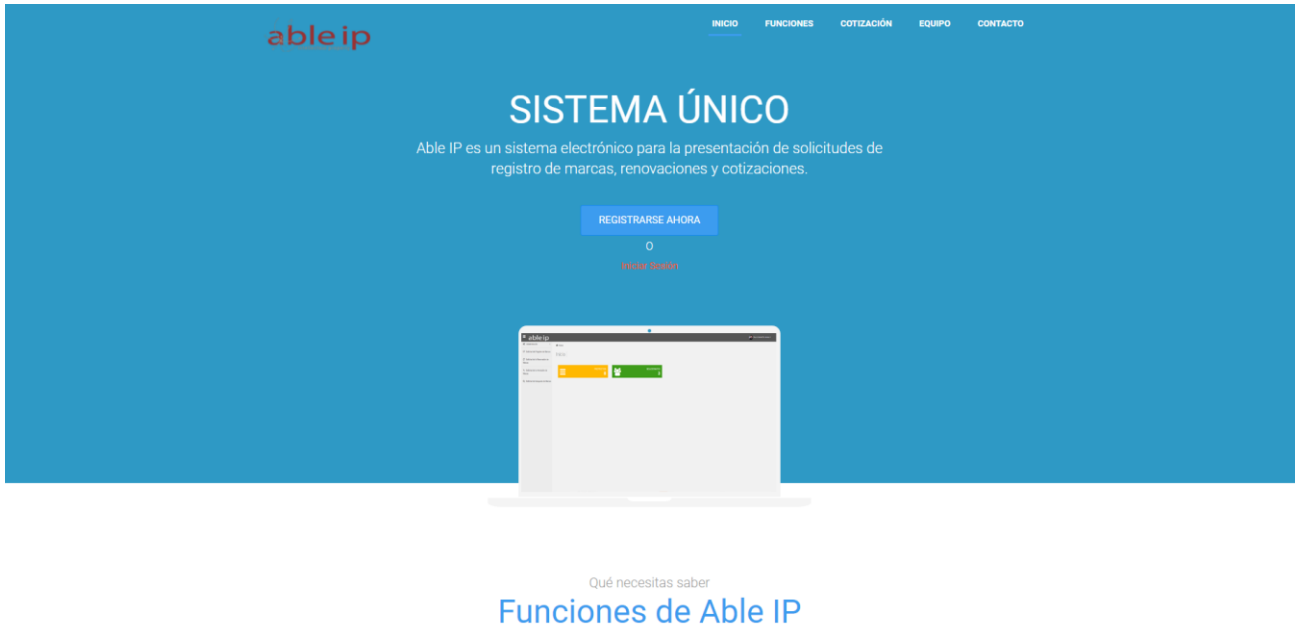 able ip
INICIO FUNCIONES COTIZACIÓN EQUIPO CONTACTO
SISTEMA ÚNICO
Able IP es un sistema electrónico para la presentación de solicitudes de
registro de marcas, renovaciones y cotizaciones.
REGISTRARSE AHORA
O
Iniciar Sesión
able ip
Qué necesitas saber
Funciones de Able IP